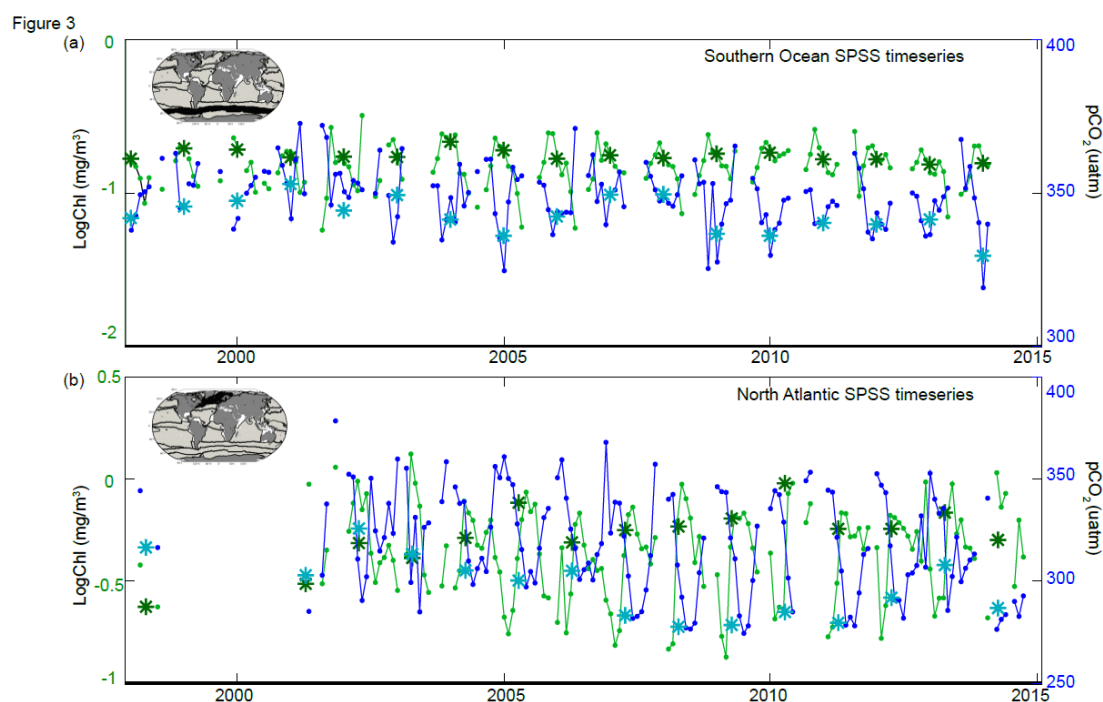 Figure 3
(a)
Southern Ocean SPSS timeseries
0
-1
-2
LogChl (mg/m³)
400
350
300
pCO₂ (uatm)
2000 2005 2010 2015
(b)
North Atlantic SPSS timeseries
0.5
0
-0.5
-1
LogChl (mg/m³)
400
350
300
250
pCO₂ (uatm)
2000 2005 2010 2015